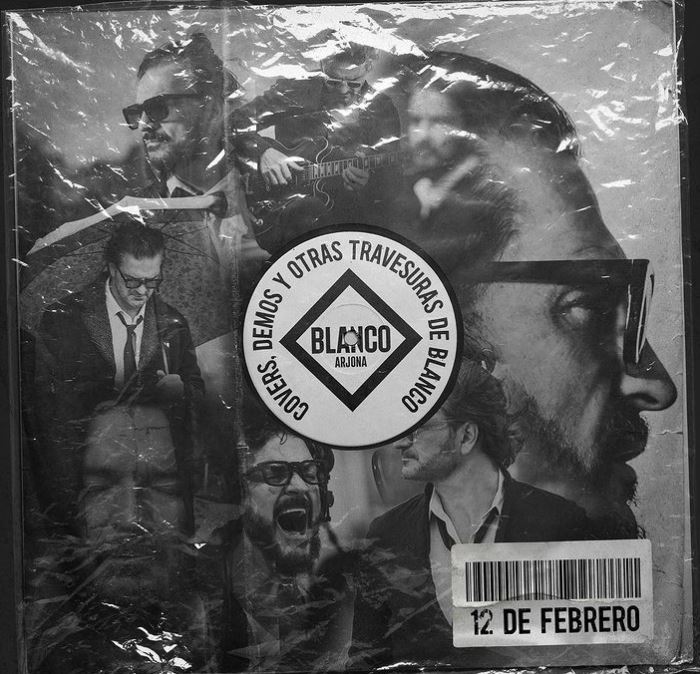 COVERS, DEMOS Y OTRAS TRAVESURAS DE BLANCO
BLANCO
ARJONA
12 DE FEBRERO